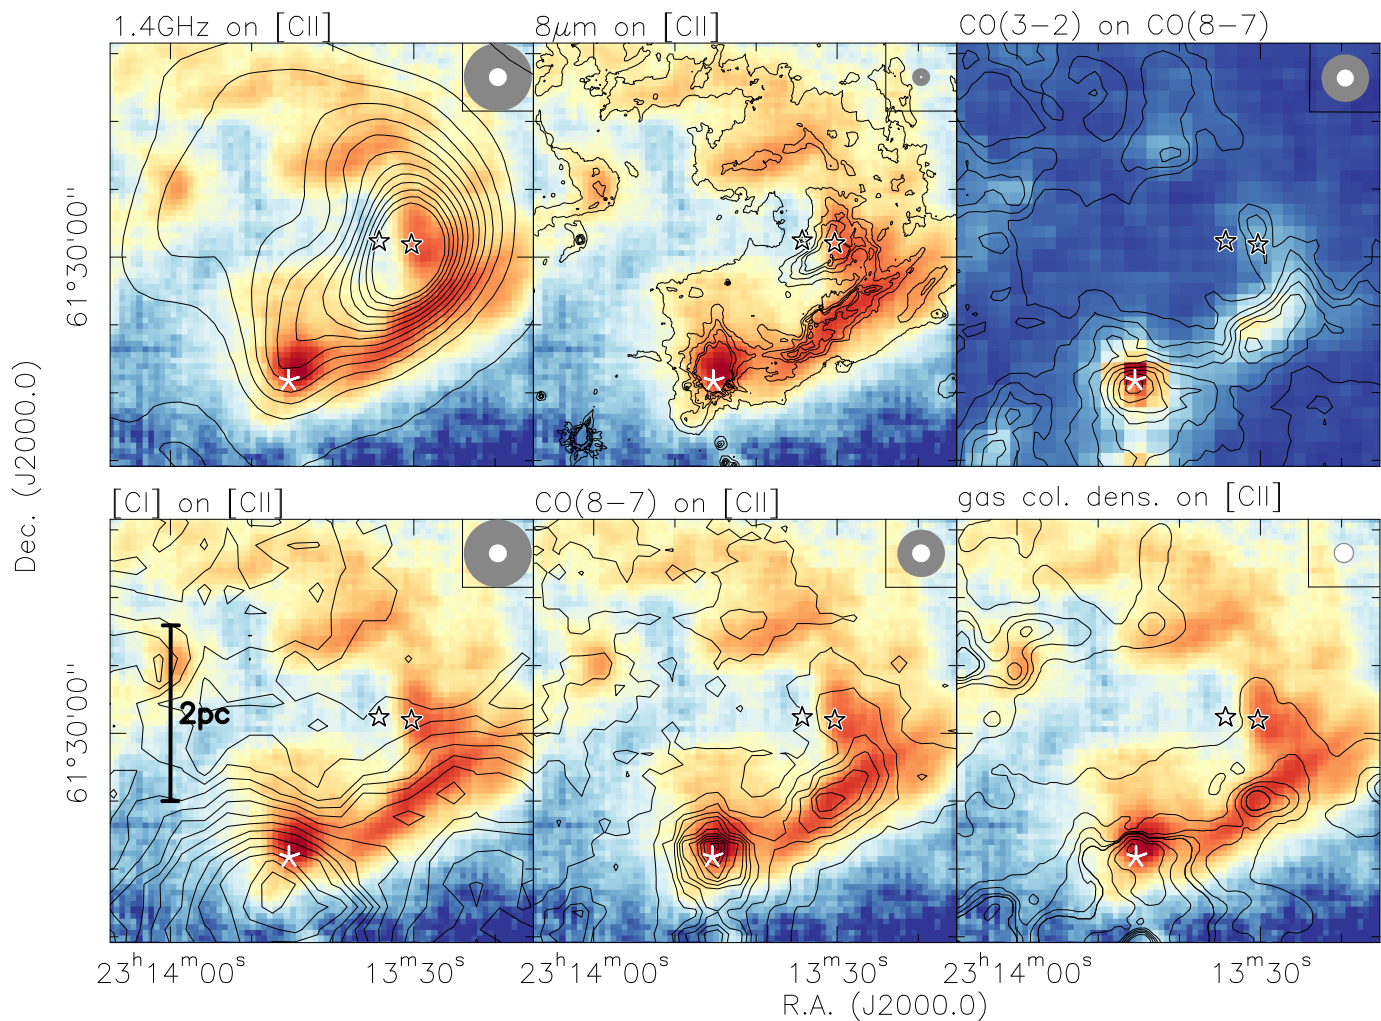 1.4GHz on [CII]
8μm on [CII]
CO(3−2) on CO(8−7)
61°30'00"
Dec. (J2000.0)
[CI] on [CII]
CO(8−7) on [CII]
gas col. dens. on [CII]
2pc
61°30'00"
23h14m00s
13m30s
23h14m00s
13m30s
23h14m00s
13m30s
R.A. (J2000.0)